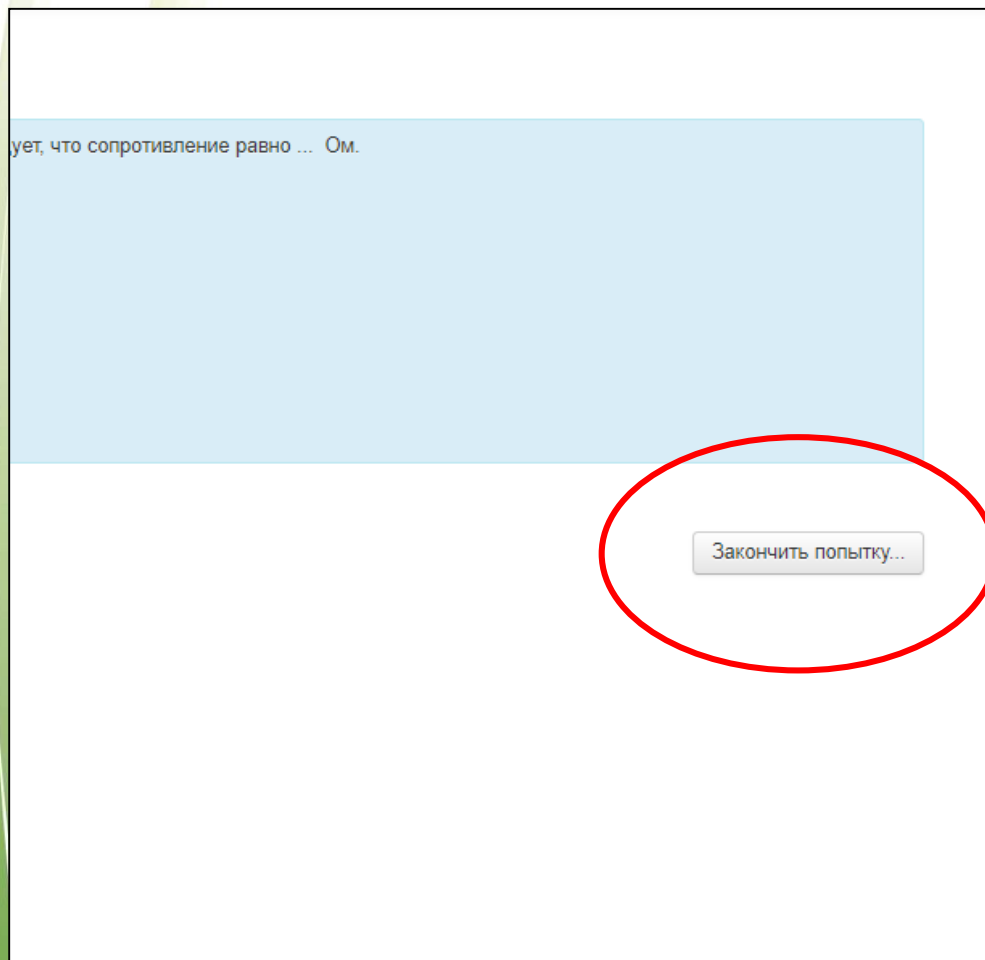 ует, что сопротивление равно ... Ом.
Закончить попытку...